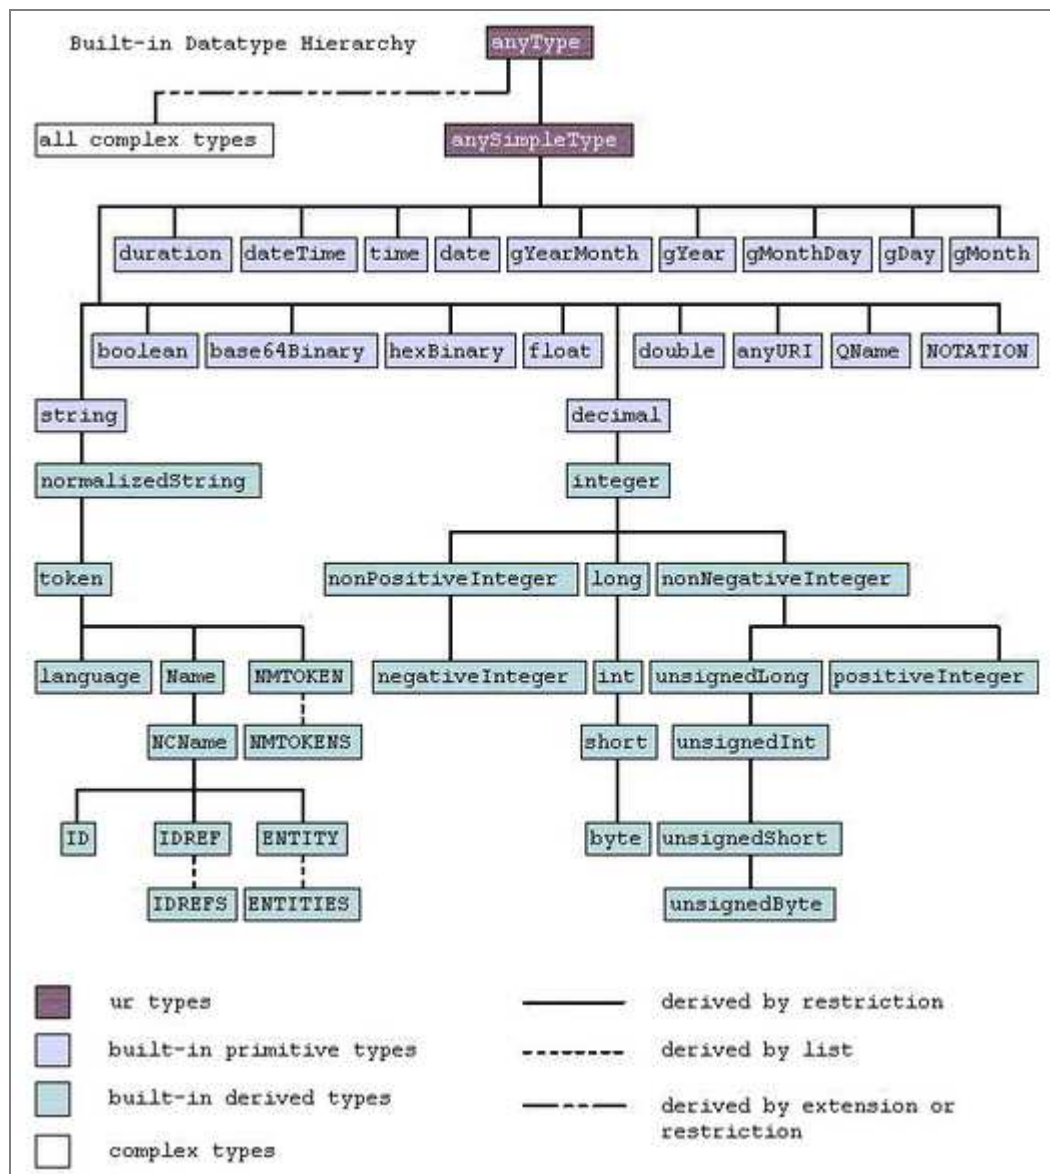 Built-in Datatype Hierarchy anyType
all complex types anySimpleType
duration dateTime time date gYearMonth gYear gMonthDay gDay gMonth
boolean base64Binary hexBinary float double anyURI QName NOTATION
string decimal
normalizedString integer
token nonPositiveInteger long nonNegativeInteger
language Name NMTOKEN negativeInteger int unsignedLong positiveInteger
NCName NMTOKENS short unsignedInt
ID IDREF ENTITY byte unsignedShort
IDREFS ENTITIES unsignedByte
ur types derived by restriction
built-in primitive types derived by list
built-in derived types derived by extension or
restriction
complex types